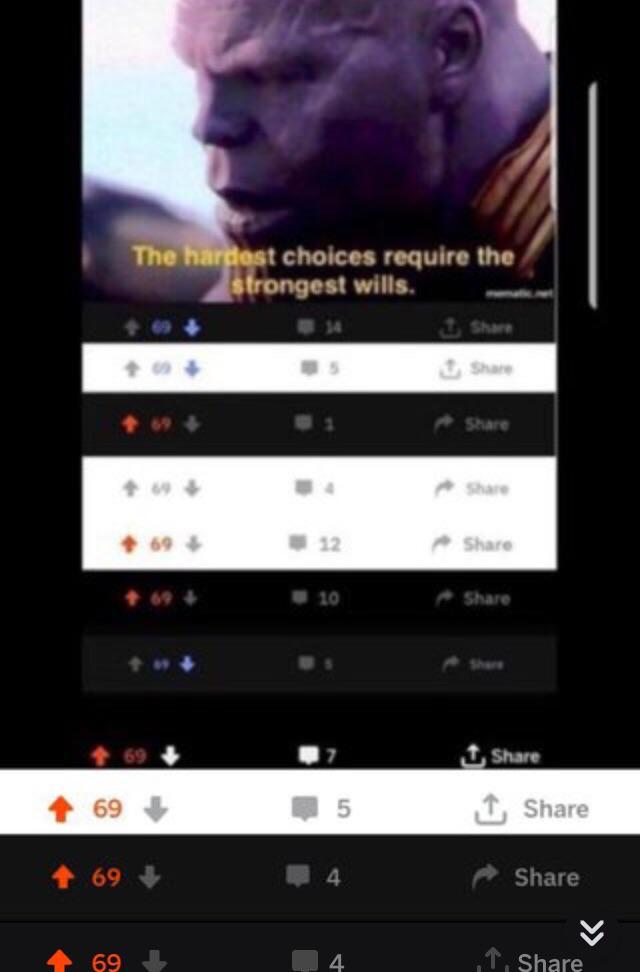 The hardest choices require the
strongest wills.
mematic.net
69 14 Share
69 5 Share
69 1 Share
69 4 Share
69 12 Share
69 10 Share
69 5 Share
69 7 Share
69 5 Share
69 4 Share
69 4 Share